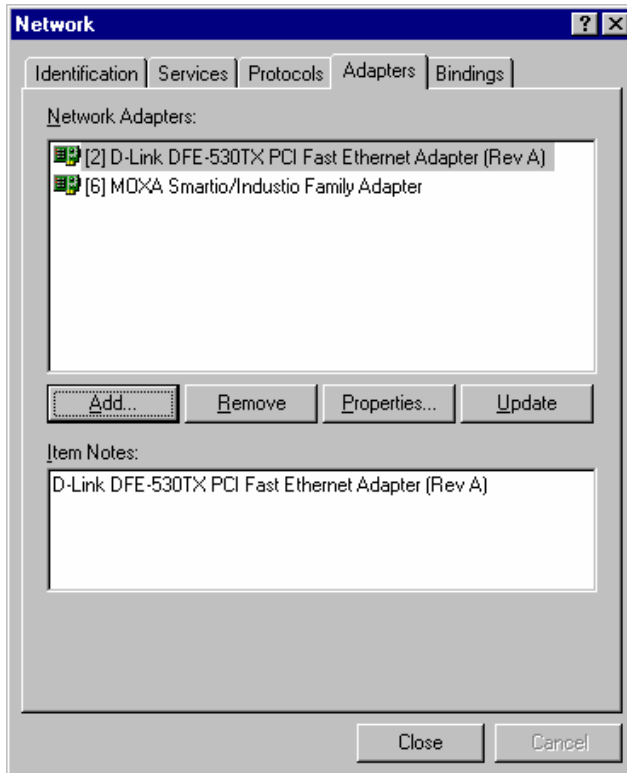 Network
Identification Services Protocols Adapters Bindings
Network Adapters:
[2] D-Link DFE-530TX PCI Fast Ethernet Adapter (Rev A)
[6] MOXA Smartio/Industio Family Adapter
Add... Remove Properties... Update
Item Notes:
D-Link DFE-530TX PCI Fast Ethernet Adapter (Rev A)
Close Cancel